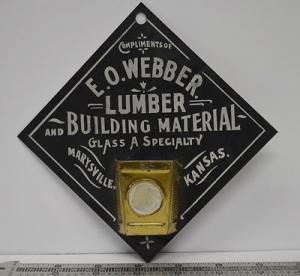 COMPLIMENTS OF
E. O. WEBBER.
LUMBER
AND BUILDING MATERIAL
GLASS A SPECIALTY
MARYSVILLE, KANSAS.